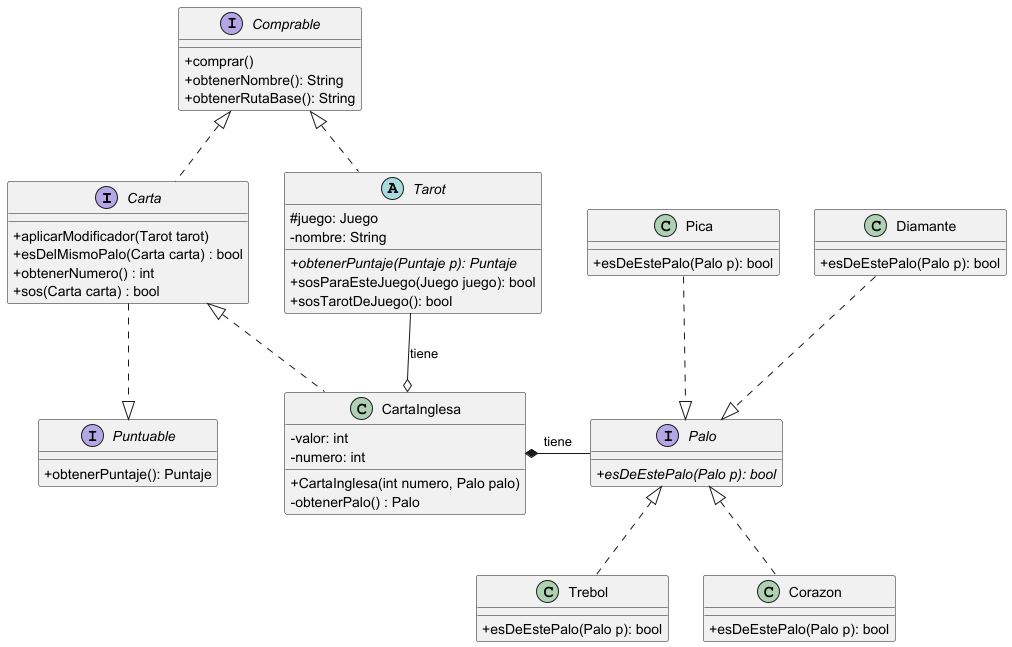 I Comprable
+comprar()
+obtenerNombre(): String
+obtenerRutaBase(): String
I Carta
+aplicarModificador(Tarot tarot)
+esDelMismoPalo(Carta carta) : bool
+obtenerNumero() : int
+sos(Carta carta) : bool
A Tarot
#juego: Juego
-nombre: String
+obtenerPuntaje(Puntaje p): Puntaje
+sosParaEsteJuego(Juego juego): bool
+sosTarotDeJuego(): bool
C Pica
+esDeEstePalo(Palo p): bool
C Diamante
+esDeEstePalo(Palo p): bool
tiene
I Puntuable
+obtenerPuntaje(): Puntaje
C CartaInglesa
-valor: int
-numero: int
+CartaInglesa(int numero, Palo palo)
-obtenerPalo() : Palo
tiene
I Palo
+esDeEstePalo(Palo p): bool
C Trebol
+esDeEstePalo(Palo p): bool
C Corazon
+esDeEstePalo(Palo p): bool